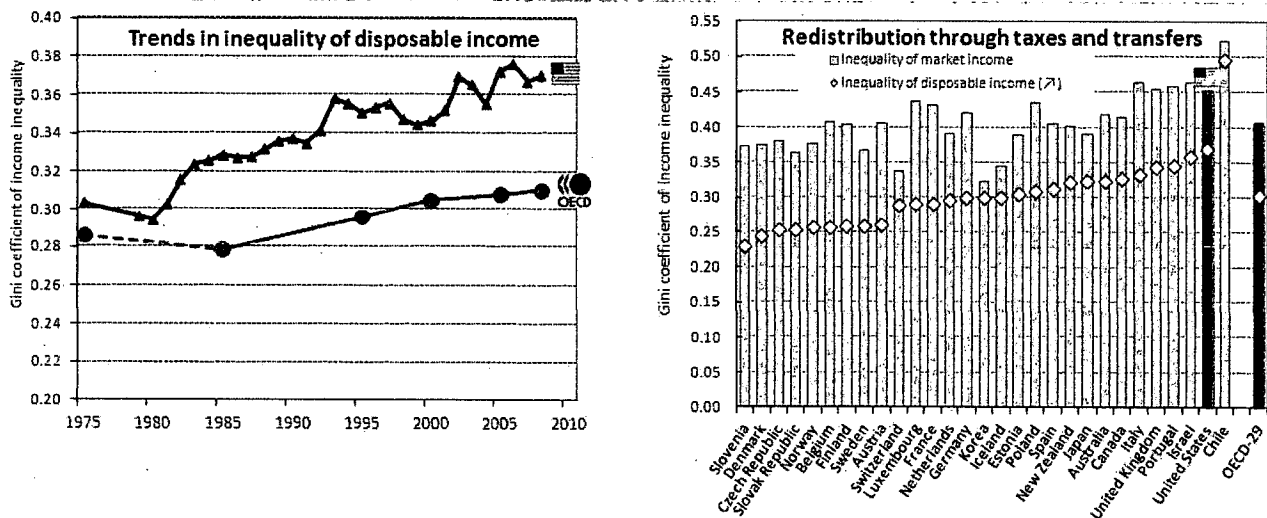 Trends in inequality of disposable income
Gini coefficient of income inequality
0.40
0.38
0.36
0.34
0.32
0.30
0.28
0.26
0.24
0.22
0.20
1975
1980
1985
1990
1995
2000
2005
2010
OECD
Redistribution through taxes and transfers
Inequality of market income
Inequality of disposable income (↗)
Gini coefficient of income inequality
0.55
0.50
0.45
0.40
0.35
0.30
0.25
0.20
0.15
0.10
0.05
0.00
Slovenia
Denmark
Czech Republic
Slovak Republic
Norway
Belgium
Finland
Sweden
Austria
Switzerland
Luxembourg
France
Netherlands
Germany
Korea
Iceland
Estonia
Poland
Spain
New Zealand
Japan
Australia
Canada
Italy
United Kingdom
Portugal
Israel
United States
Chile
OECD-29